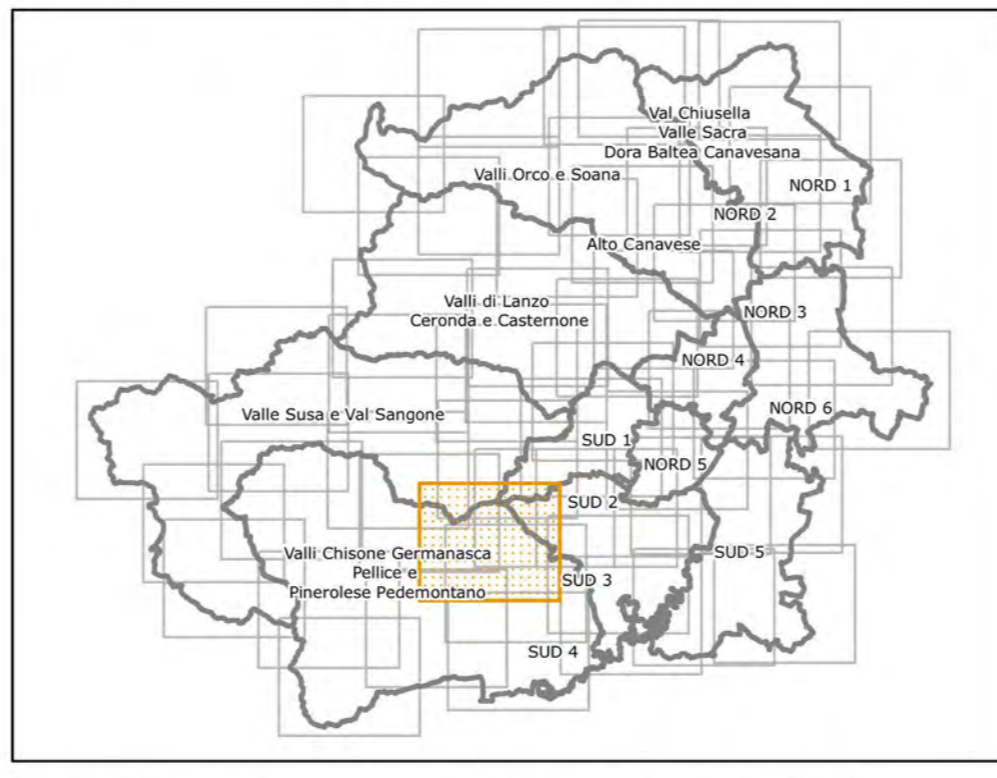 Val Chiusella
Valle Sacra
Dora Baltea Canavesana
Valli Orco e Soana
NORD 1
NORD 2
Alto Canavese
Valli di Lanzo
Ceronda e Casternone
NORD 3
NORD 4
Valle Susa e Val Sangone
NORD 6
SUD 1
NORD 5
SUD 2
Valli Chisone Germanasca
Pellice e
Pinerolese Pedemontano
SUD 5
SUD 3
SUD 4